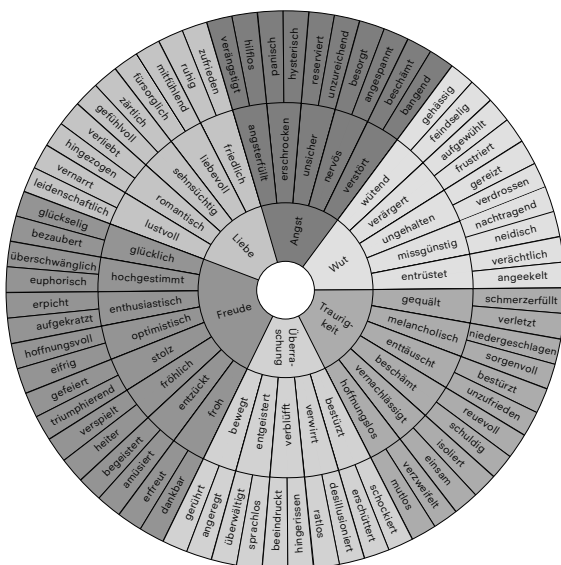 Angst
Wut
Traurig-
keit
Überra-
schung
Freude
Liebe
angsterfüllt
erschrocken
unsicher
nervös
verstört
wütend
verärgert
ungehalten
missgünstig
entrüstet
gequält
melancholisch
enttäuscht
beschämt
vernachlässigt
hoffnungslos
bestürzt
verwirrt
verblüfft
entgeistert
bewegt
froh
entzückt
fröhlich
stolz
optimistisch
enthusiastisch
hochgestimmt
glücklich
lustvoll
romantisch
sehnsüchtig
liebevoll
friedlich
verängstigt
hilflos
panisch
hysterisch
reserviert
unzureichend
besorgt
angespannt
beschämt
bangend
gehässig
feindselig
aufgewühlt
frustriert
gereizt
verdrossen
nachtragend
neidisch
verächtlich
angeekelt
schmerzerfüllt
verletzt
niedergeschlagen
sorgenvoll
bestürzt
unzufrieden
reuevoll
schuldig
isoliert
einsam
verzweifelt
mutlos
schockiert
erschüttert
desillusioniert
ratlos
hingerissen
beeindruckt
sprachlos
überwältigt
angeregt
gerührt
dankbar
erfreut
amüsiert
begeistert
heiter
verspielt
triumphierend
gefeiert
eifrig
hoffnungsvoll
aufgekratzt
erpicht
euphorisch
überschwänglich
bezaubert
glückselig
leidenschaftlich
vernarrt
hingezogen
verliebt
gefühlvoll
zärtlich
fürsorglich
mitfühlend
ruhig
zufrieden